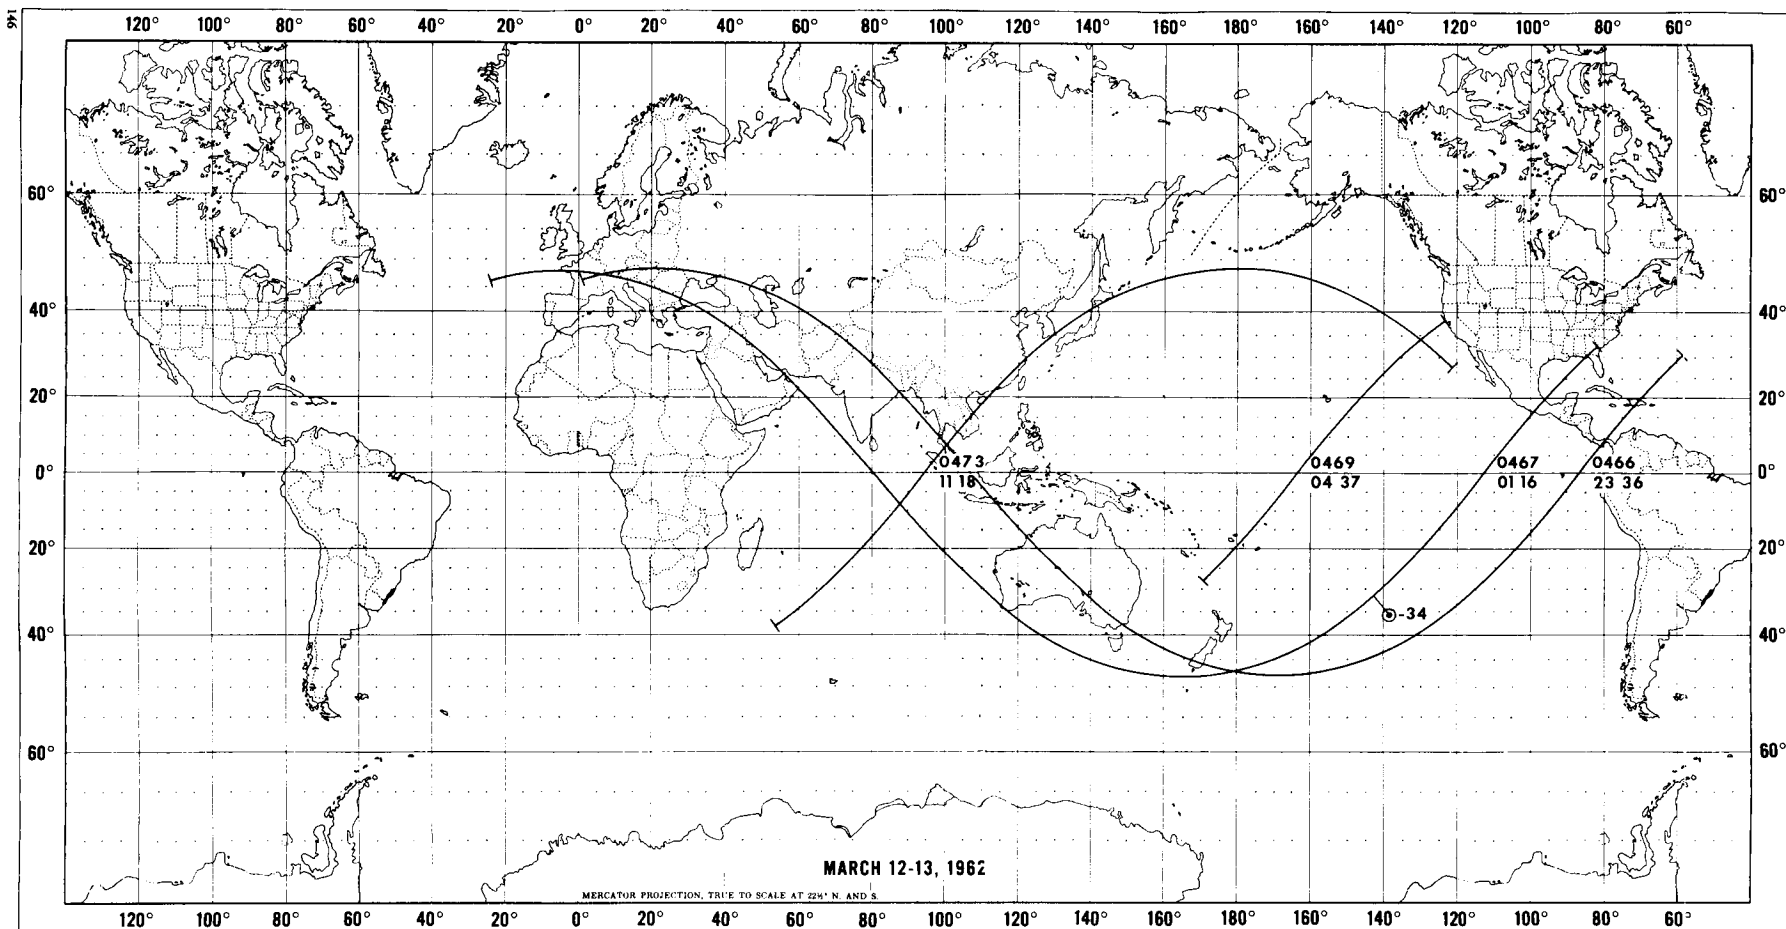 146
120° 100° 80° 60° 40° 20° 0° 20° 40° 60° 80° 100° 120° 140° 160° 180° 160° 140° 120° 100° 80° 60°
60° 60°
40° 40°
20° 20°
0° 0473 0469 0467 0466 0°
11 18 04 37 01 16 23 36
20° 20°
-34
40° 40°
60° 60°
MARCH 12-13, 1962
MERCATOR PROJECTION, TRUE TO SCALE AT 22½° N. AND S.
120° 100° 80° 60° 40° 20° 0° 20° 40° 60° 80° 100° 120° 140° 160° 180° 160° 140° 120° 100° 80° 60°